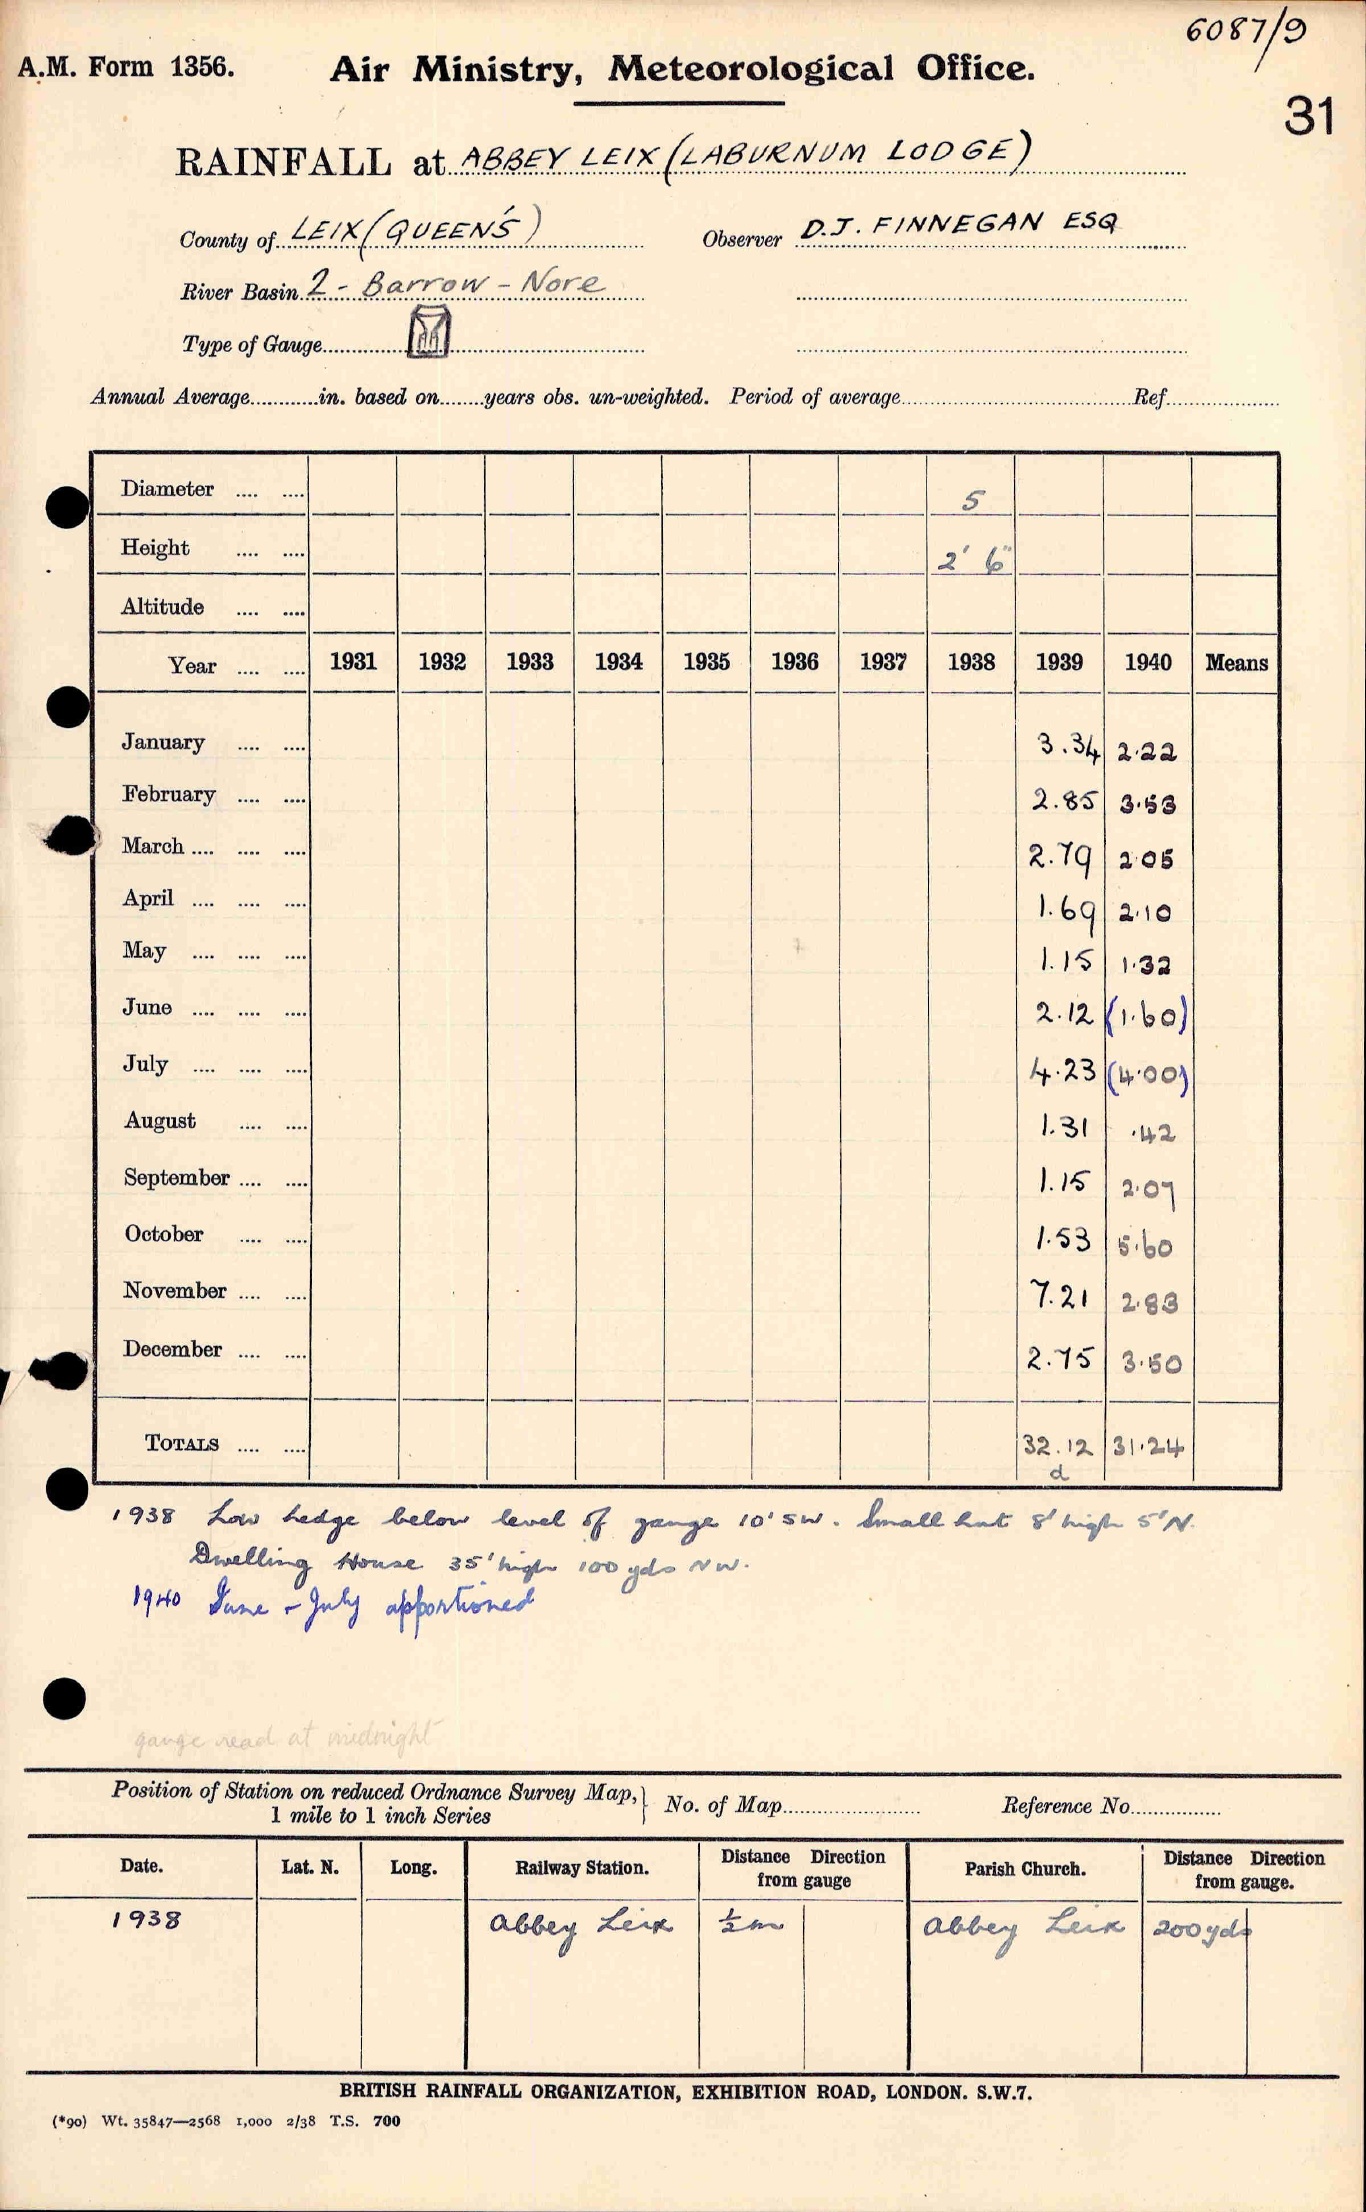 6087/9
A.M. Form 1356. Air Ministry, Meteorological Office.
31
RAINFALL at ABBEY LEIX (LABURNUM LODGE)
County of LEIX (QUEEN'S) Observer D.J. FINNEGAN ESQ
River Basin 2 - Barrow - Nore
Type of Gauge
Annual Average in. based on years obs. un-weighted. Period of average Ref
Diameter .... .... 5
Height .... .... 2' 6"
Altitude .... ....
Year .... .... 1931 1932 1933 1934 1935 1936 1937 1938 1939 1940 Means
January .... .... 3.34 2.22
February .... .... 2.85 3.53
March .... .... .... 2.79 2.05
April .... .... .... 1.69 2.10
May .... .... .... 1.15 1.32
June .... .... .... 2.12 (1.60)
July .... .... .... 4.23 (4.00)
August .... .... 1.31 .42
September .... .... 1.15 2.07
October .... .... 1.53 5.60
November .... .... 7.21 2.83
December .... .... 2.75 3.50
TOTALS .... .... 32.12 31.24
d
1938 Low hedge below level of gauge 10' SW. Small hut 8' high 5' N.
Dwelling House 35' high 100 yds NW.
1940 June - July apportioned
gauge read at midnight
Position of Station on reduced Ordnance Survey Map, 1 mile to 1 inch Series } No. of Map Reference No.
Date. Lat. N. Long. Railway Station. Distance Direction from gauge Parish Church. Distance Direction from gauge.
1938 Abbey Leix ½ m Abbey Leix 200 yds
BRITISH RAINFALL ORGANIZATION, EXHIBITION ROAD, LONDON. S.W.7.
(*90) Wt. 35847—2568 1,000 2/38 T.S. 700